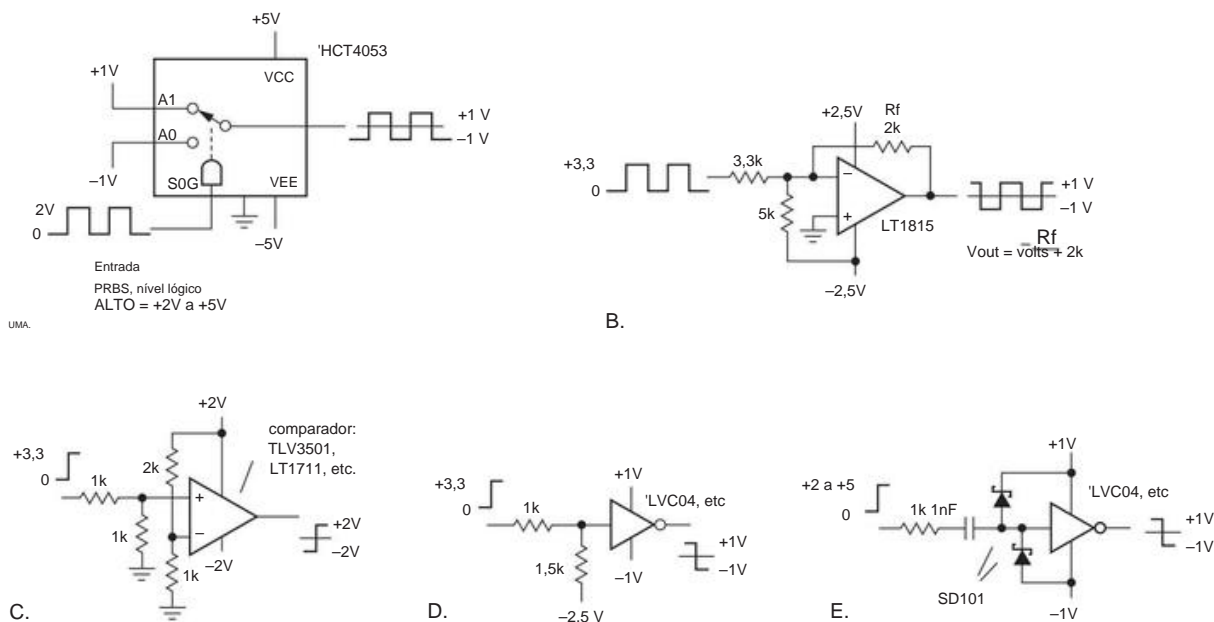 +5V
'HCT4053
VCC
+1V
A1
A0
–1V
S0G
VEE
+1 V
–1 V
2V
0
–5V
Entrada
PRBS, nível lógico
ALTO = +2V a +5V
UMA.
+2,5V
Rf
2k
+3,3
0
3,3k
5k
–
+
LT1815
+1 V
–1 V
–Rf
Vout = volts + 2k
–2,5V
B.
+2V
comparador:
TLV3501,
LT1711, etc.
+3,3
0
1k
2k
+
–
1k
1k
–2V
+2V
–2V
C.
+3,3
0
1k
+1V
'LVC04, etc
1,5k
–1V
+1V
–1V
–2.5 V
D.
+2 a +5
0
1k 1nF
+1V
'LVC04, etc
+1V
–1V
SD101
–1V
E.